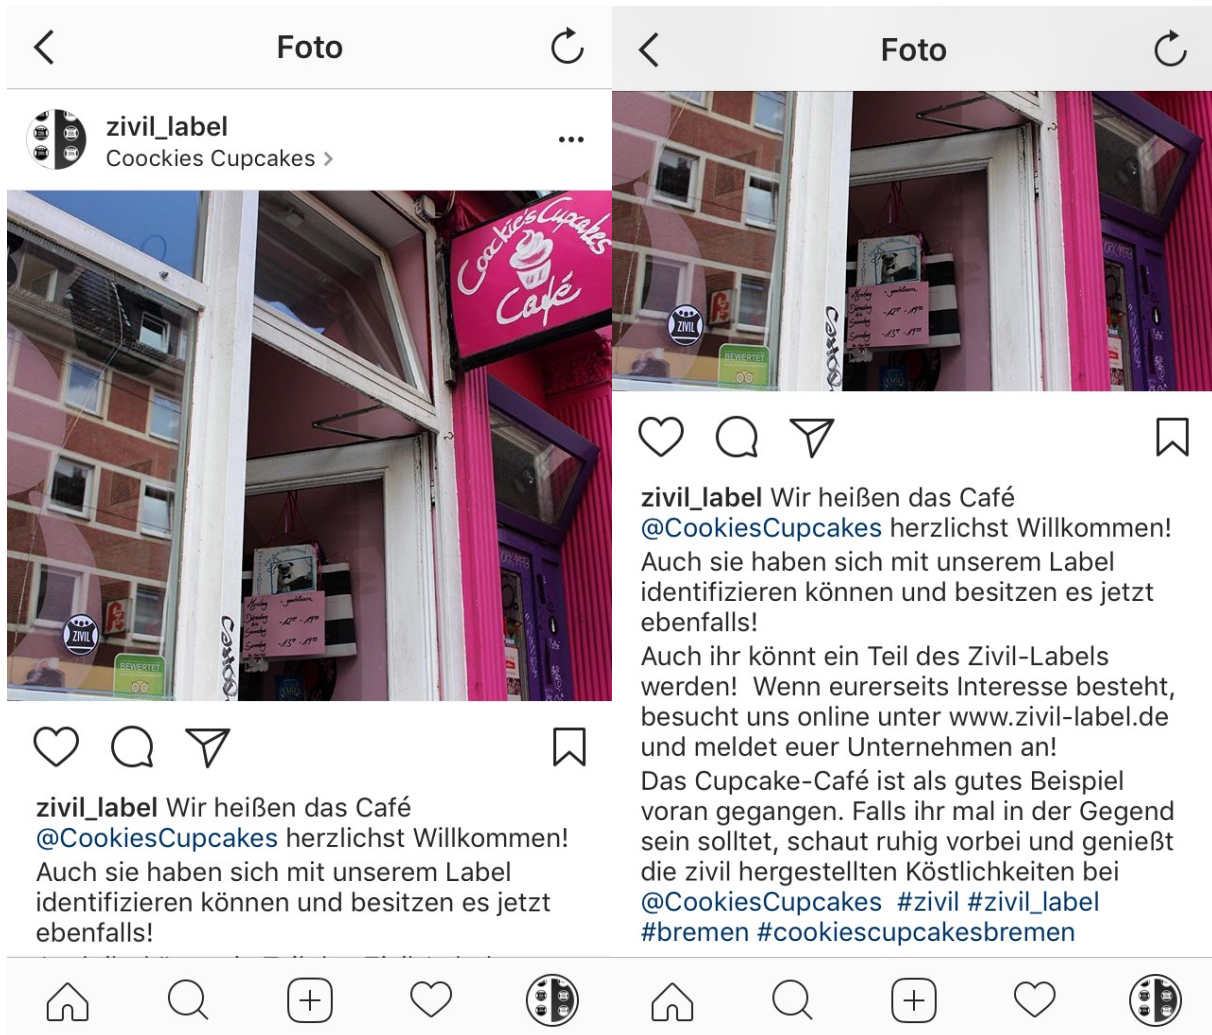 Foto
zivil_label
Coockies Cupcakes >
Coockie's Cupcakes
Café
Montag - geschlossen
ZIVIL
BEWERTET
zivil_label Wir heißen das Café
@CookiesCupcakes herzlichst Willkommen!
Auch sie haben sich mit unserem Label
identifizieren können und besitzen es jetzt
ebenfalls!
Foto
ZIVIL
BEWERTET
zivil_label Wir heißen das Café
@CookiesCupcakes herzlichst Willkommen!
Auch sie haben sich mit unserem Label
identifizieren können und besitzen es jetzt
ebenfalls!
Auch ihr könnt ein Teil des Zivil-Labels
werden!  Wenn eurerseits Interesse besteht,
besucht uns online unter www.zivil-label.de
und meldet euer Unternehmen an!
Das Cupcake-Café ist als gutes Beispiel
voran gegangen. Falls ihr mal in der Gegend
sein solltet, schaut ruhig vorbei und genießt
die zivil hergestellten Köstlichkeiten bei
@CookiesCupcakes  #zivil #zivil_label
#bremen #cookiescupcakesbremen